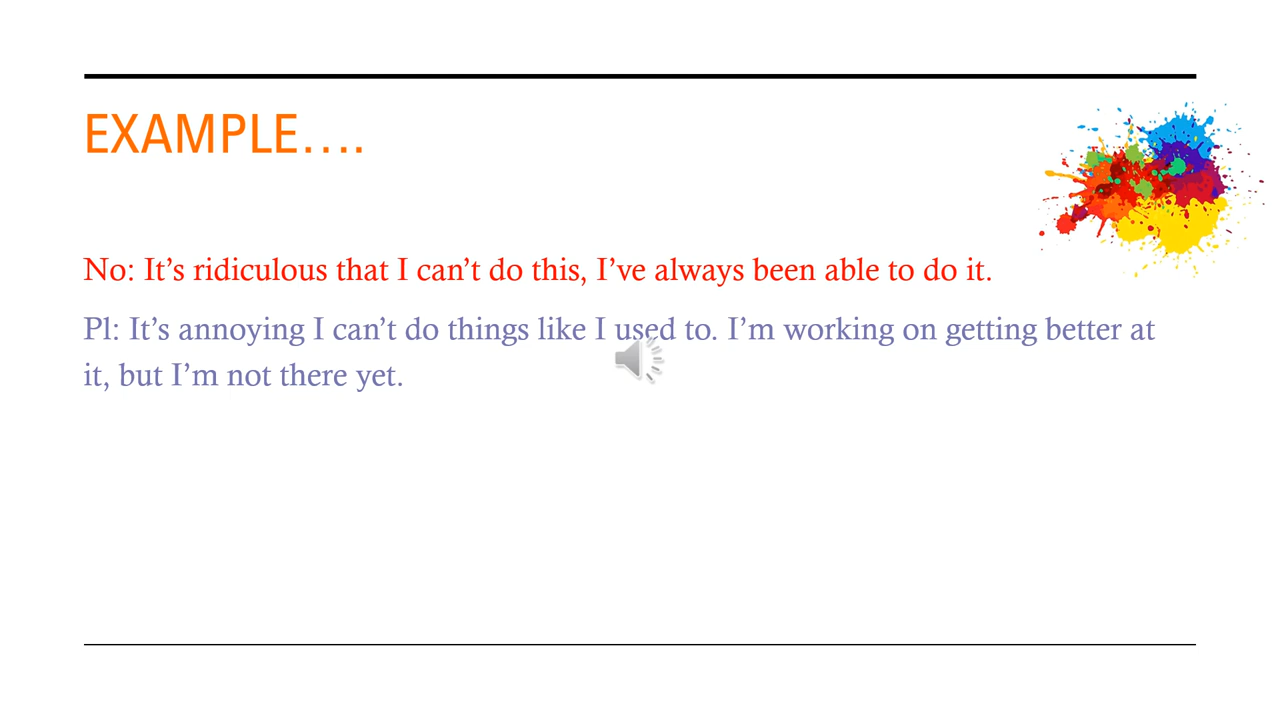 EXAMPLE….
No: It’s ridiculous that I can’t do this, I’ve always been able to do it.
Pl: It’s annoying I can’t do things like I used to. I’m working on getting better at
it, but I’m not there yet.